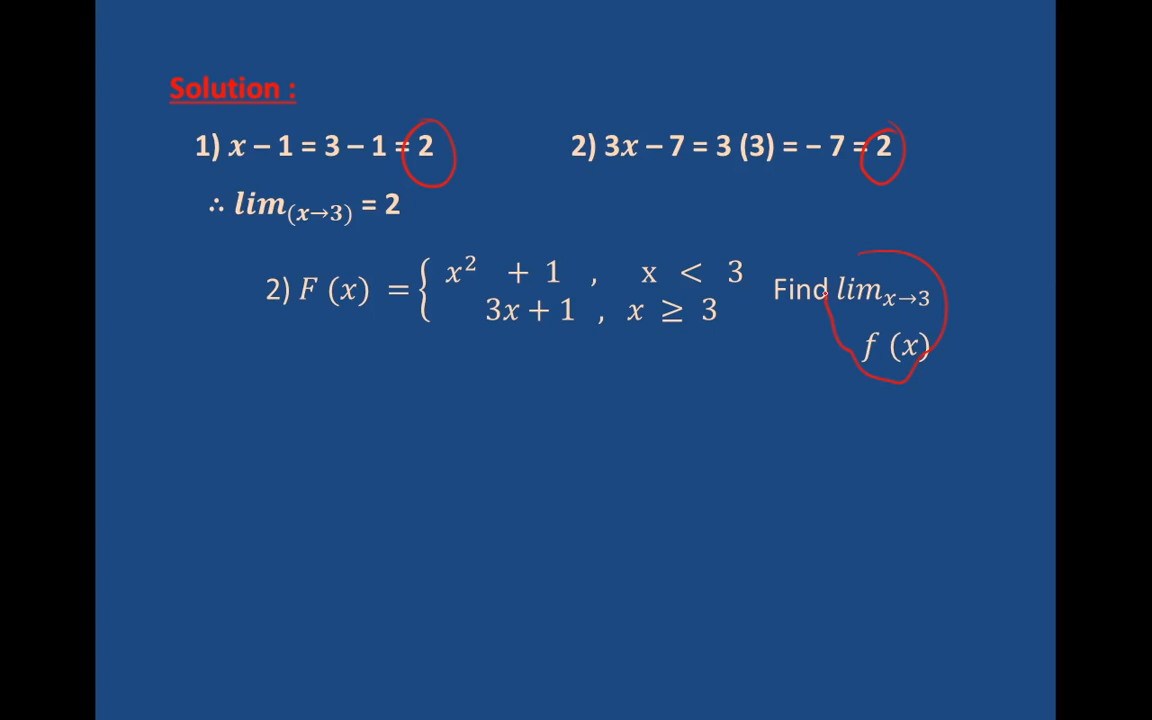 Solution :
1) x – 1 = 3 – 1 = 2 2) 3x – 7 = 3 (3) = – 7 = 2
∴ lim(x→3) = 2
2) F (x) = { x² + 1 , x < 3 Find lim x→3
3x + 1 , x ≥ 3
f (x)